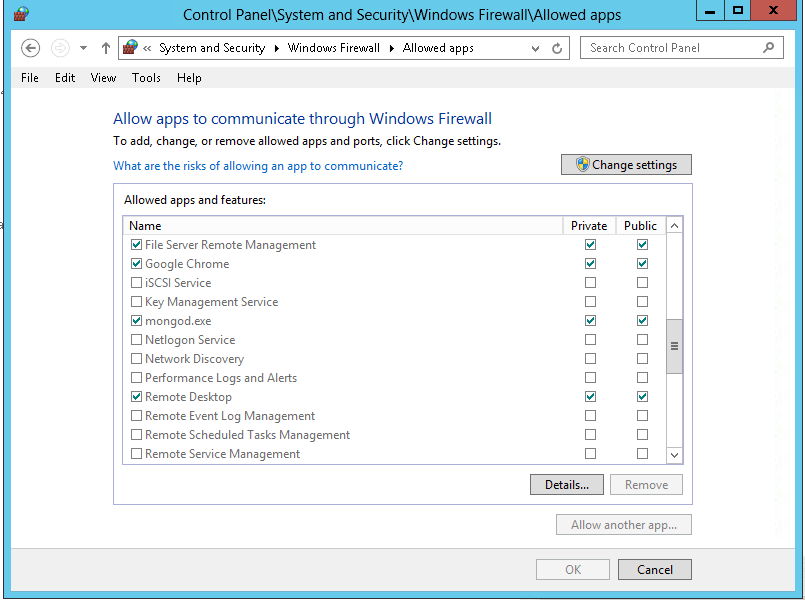 Control Panel\System and Security\Windows Firewall\Allowed apps
« System and Security Windows Firewall Allowed apps
Search Control Panel
File Edit View Tools Help
Allow apps to communicate through Windows Firewall
To add, change, or remove allowed apps and ports, click Change settings.
What are the risks of allowing an app to communicate?
Change settings
Allowed apps and features:
Name Private Public
File Server Remote Management
Google Chrome
iSCSI Service
Key Management Service
mongod.exe
Netlogon Service
Network Discovery
Performance Logs and Alerts
Remote Desktop
Remote Event Log Management
Remote Scheduled Tasks Management
Remote Service Management
Details... Remove
Allow another app...
OK Cancel